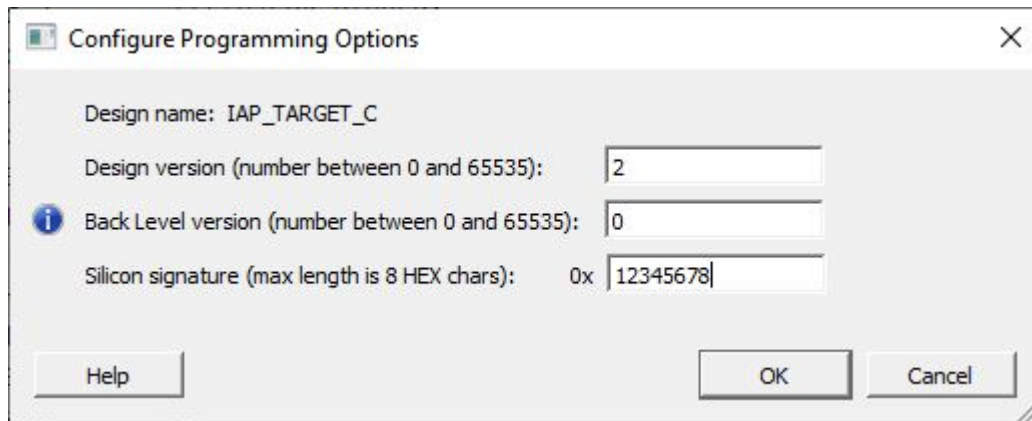 Configure Programming Options
Design name: IAP_TARGET_C
Design version (number between 0 and 65535): 2
Back Level version (number between 0 and 65535): 0
Silicon signature (max length is 8 HEX chars): 0x 12345678
Help OK Cancel